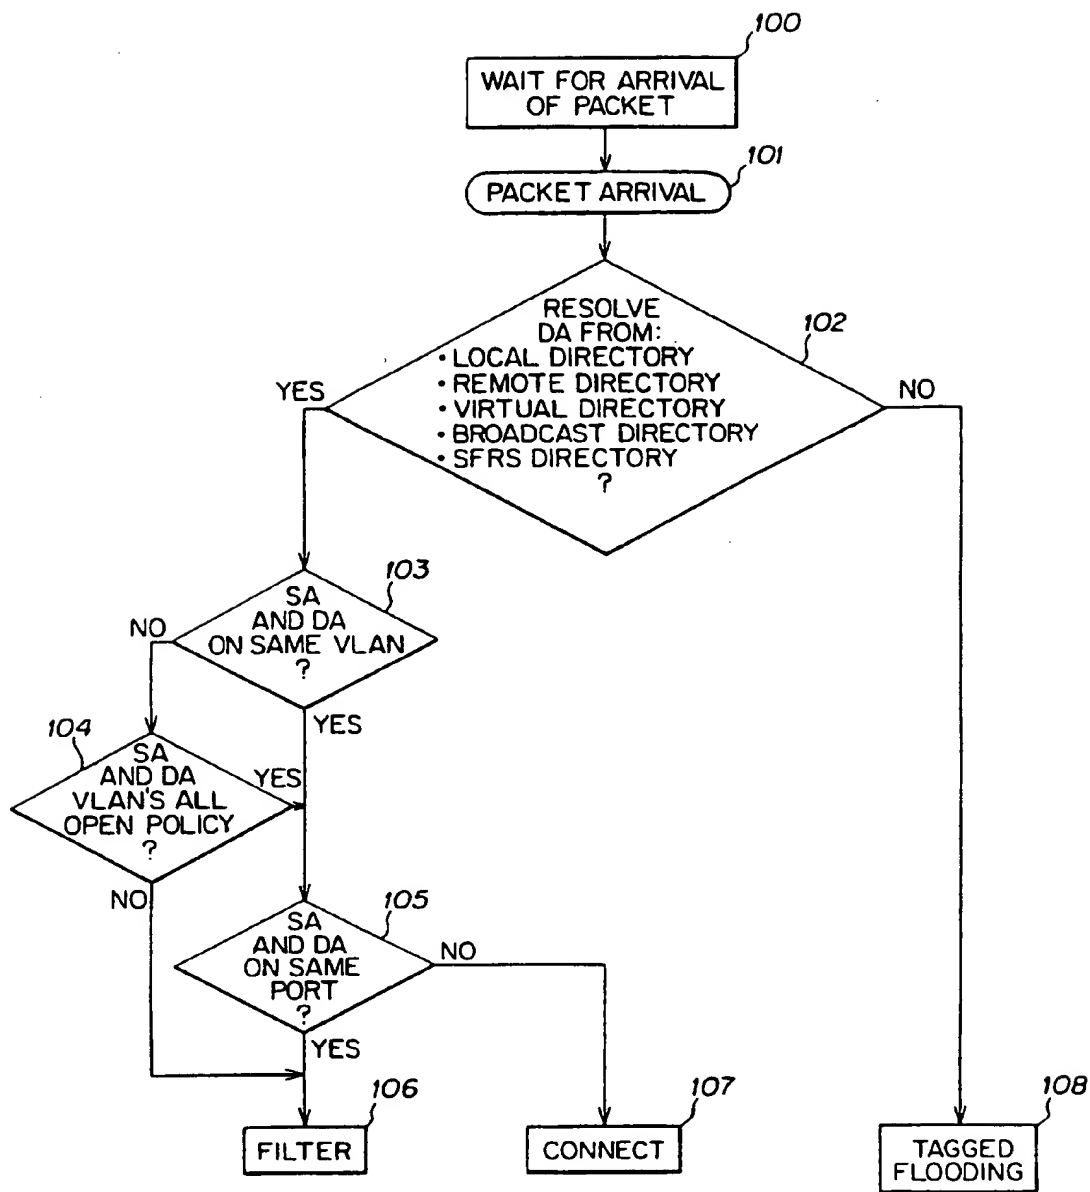 100
WAIT FOR ARRIVAL
OF PACKET
101
PACKET ARRIVAL
102
RESOLVE
DA FROM:
• LOCAL DIRECTORY
• REMOTE DIRECTORY
• VIRTUAL DIRECTORY
• BROADCAST DIRECTORY
• SFRS DIRECTORY
?
YES
NO
103
SA
AND DA
ON SAME VLAN
?
NO
YES
104
SA
AND DA
VLAN'S ALL
OPEN POLICY
?
YES
NO
105
SA
AND DA
ON SAME
PORT
?
NO
YES
106
FILTER
107
CONNECT
108
TAGGED
FLOODING